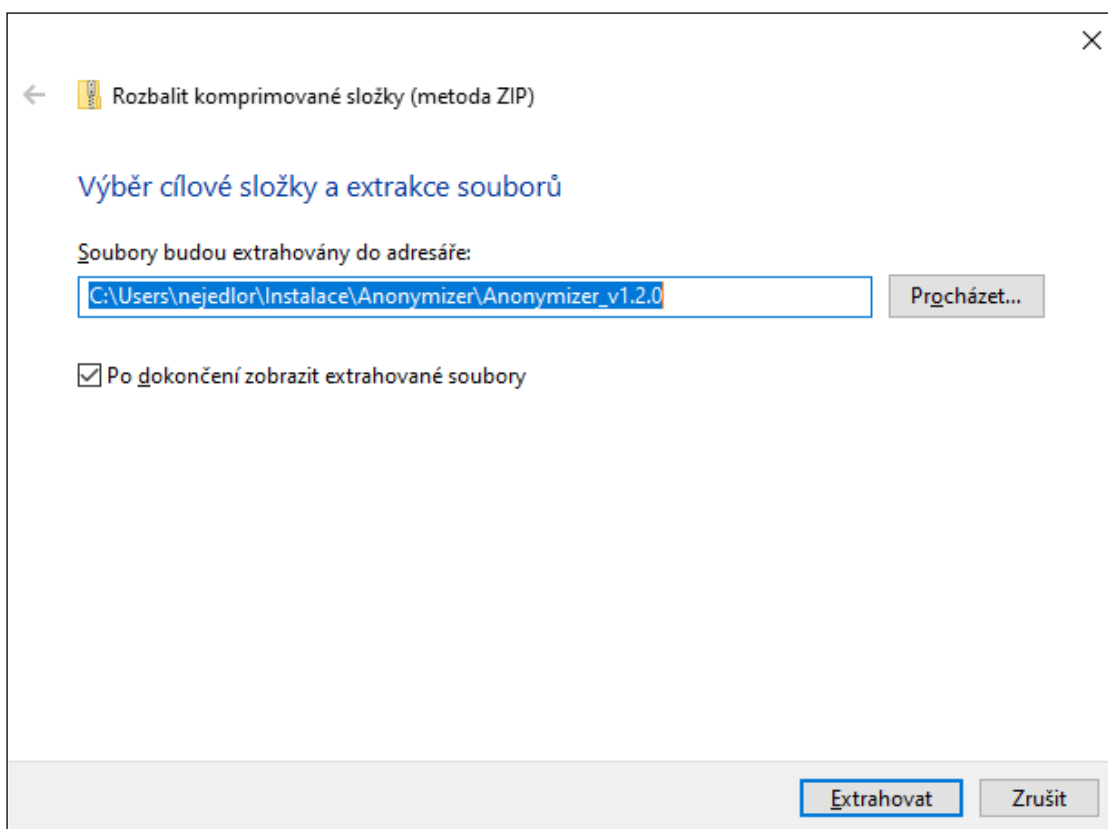 Rozbalit komprimované složky (metoda ZIP)
Výběr cílové složky a extrakce souborů
Soubory budou extrahovány do adresáře:
C:\Users\nejedlor\Instalace\Anonymizer\Anonymizer_v1.2.0
Procházet...
Po dokončení zobrazit extrahované soubory
Extrahovat
Zrušit